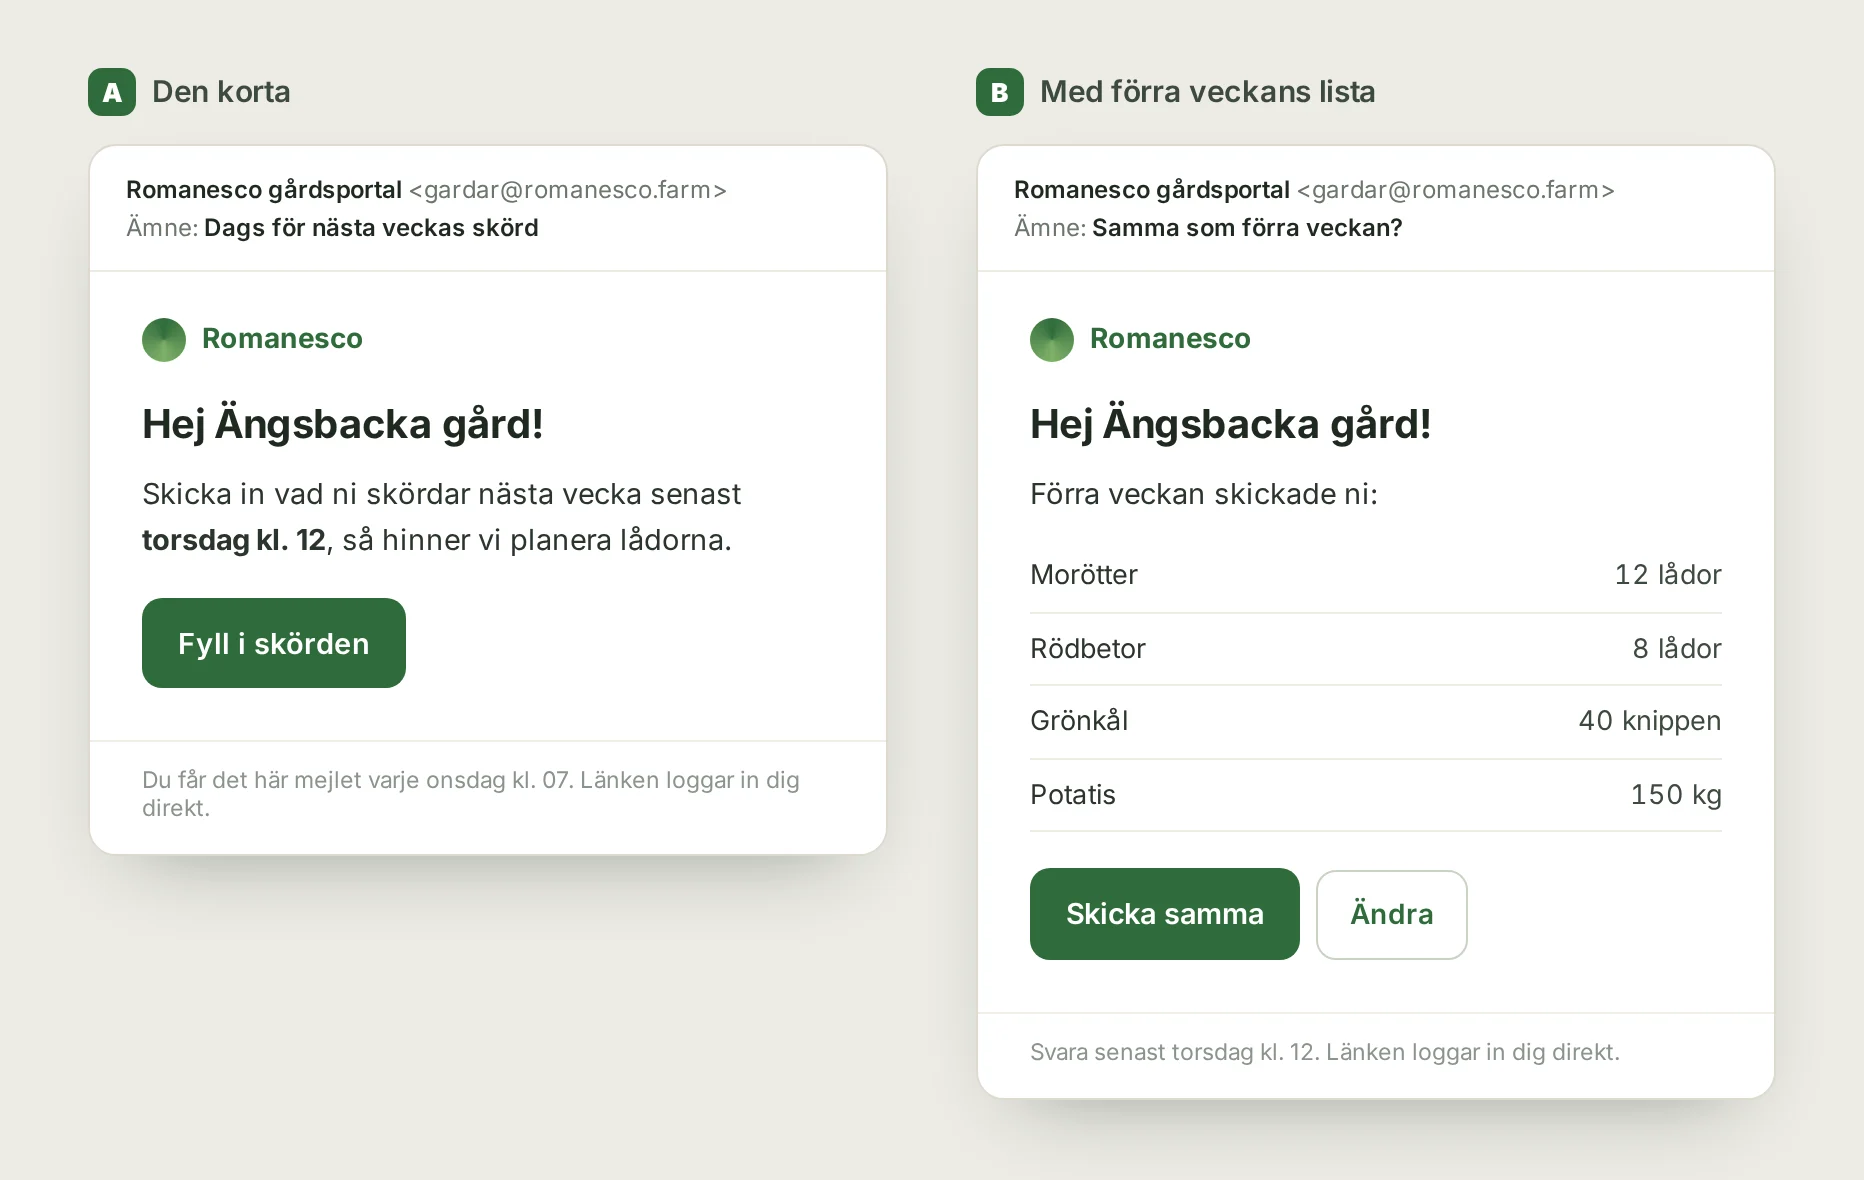 A Den korta
Romanesco gårdsportal <gardar@romanesco.farm>
Ämne: Dags för nästa veckas skörd
Romanesco
Hej Ängsbacka gård!
Skicka in vad ni skördar nästa vecka senast
torsdag kl. 12, så hinner vi planera lådorna.
Fyll i skörden
Du får det här mejlet varje onsdag kl. 07. Länken loggar in dig
direkt.
B Med förra veckans lista
Romanesco gårdsportal <gardar@romanesco.farm>
Ämne: Samma som förra veckan?
Romanesco
Hej Ängsbacka gård!
Förra veckan skickade ni:
Morötter 12 lådor
Rödbetor 8 lådor
Grönkål 40 knippen
Potatis 150 kg
Skicka samma Ändra
Svara senast torsdag kl. 12. Länken loggar in dig direkt.